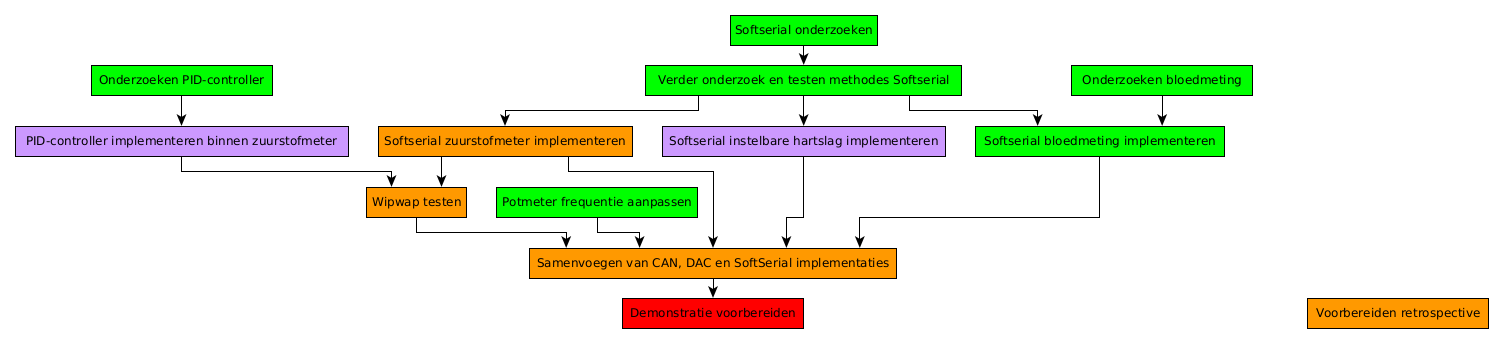 Softserial onderzoeken
Onderzoeken PID-controller
Verder onderzoek en testen methodes Softserial
Onderzoeken bloedmeting
PID-controller implementeren binnen zuurstofmeter
Softserial zuurstofmeter implementeren
Softserial instelbare hartslag implementeren
Softserial bloedmeting implementeren
Wipwap testen
Potmeter frequentie aanpassen
Samenvoegen van CAN, DAC en SoftSerial implementaties
Demonstratie voorbereiden
Voorbereiden retrospective